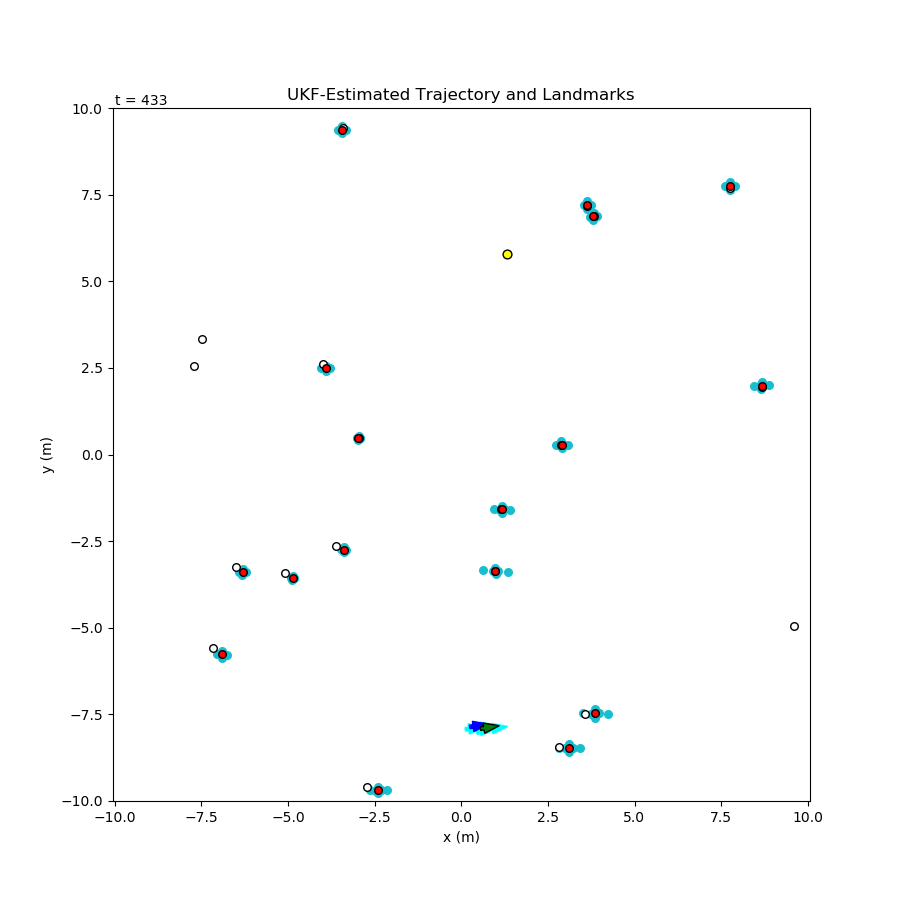 UKF-Estimated Trajectory and Landmarks
t = 433
10.0
7.5
5.0
2.5
0.0
−2.5
−5.0
−7.5
−10.0
y (m)
−10.0 −7.5 −5.0 −2.5 0.0 2.5 5.0 7.5 10.0
x (m)